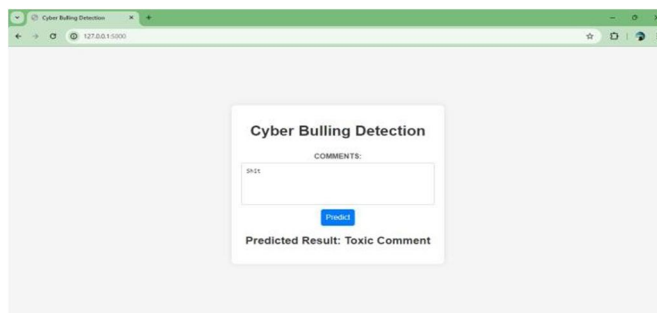 Cyber Bulling Detection
127.0.0.1:5000
Cyber Bulling Detection
COMMENTS:
Shit
Predict
Predicted Result: Toxic Comment